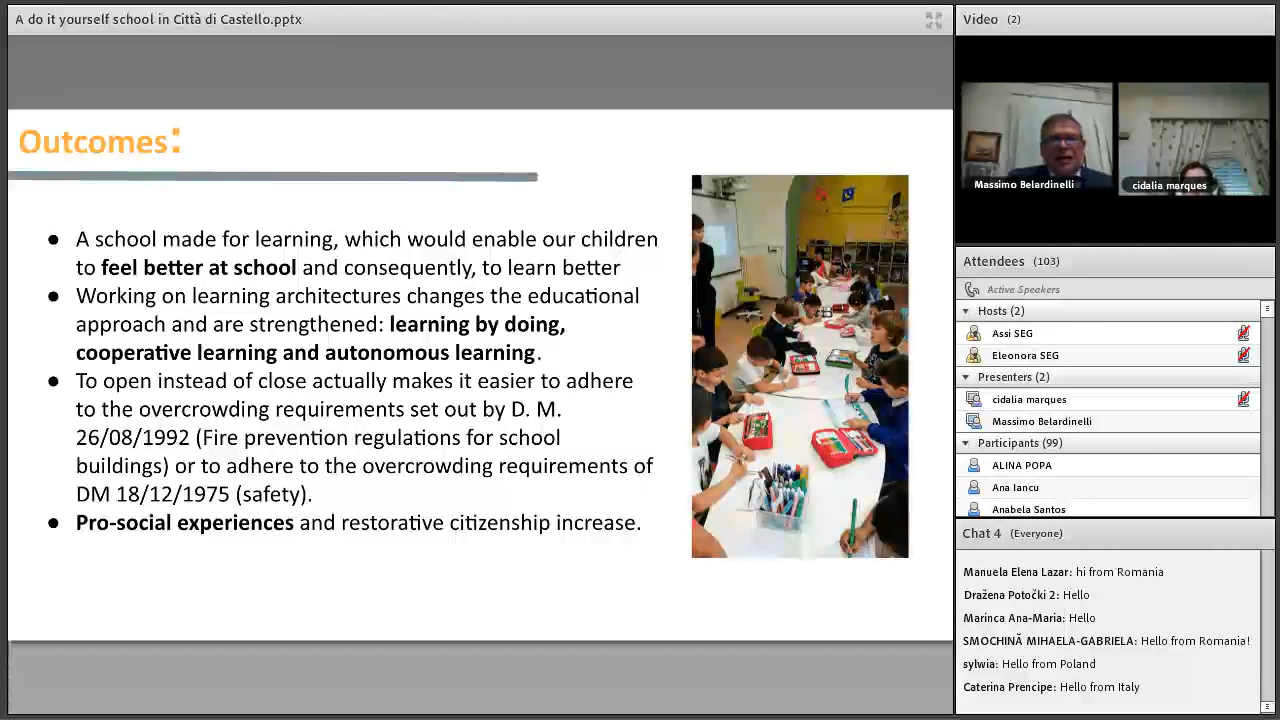 A do it yourself school in Città di Castello.pptx
Outcomes:
● A school made for learning, which would enable our children
to feel better at school and consequently, to learn better
● Working on learning architectures changes the educational
approach and are strengthened: learning by doing,
cooperative learning and autonomous learning.
● To open instead of close actually makes it easier to adhere
to the overcrowding requirements set out by D. M.
26/08/1992 (Fire prevention regulations for school
buildings) or to adhere to the overcrowding requirements of
DM 18/12/1975 (safety).
● Pro-social experiences and restorative citizenship increase.
Video (2)
Massimo Belardinelli
cidalia marques
Attendees (103)
Active Speakers
Hosts (2)
Assi SEG
Eleonora SEG
Presenters (2)
cidalia marques
Massimo Belardinelli
Participants (99)
ALINA POPA
Ana Iancu
Anabela Santos
Chat 4 (Everyone)
Manuela Elena Lazar: hi from Romania
Dražena Potočki 2: Hello
Marinca Ana-Maria: Hello
SMOCHINĂ MIHAELA-GABRIELA: Hello from Romania!
sylwia: Hello from Poland
Caterina Prencipe: Hello from Italy